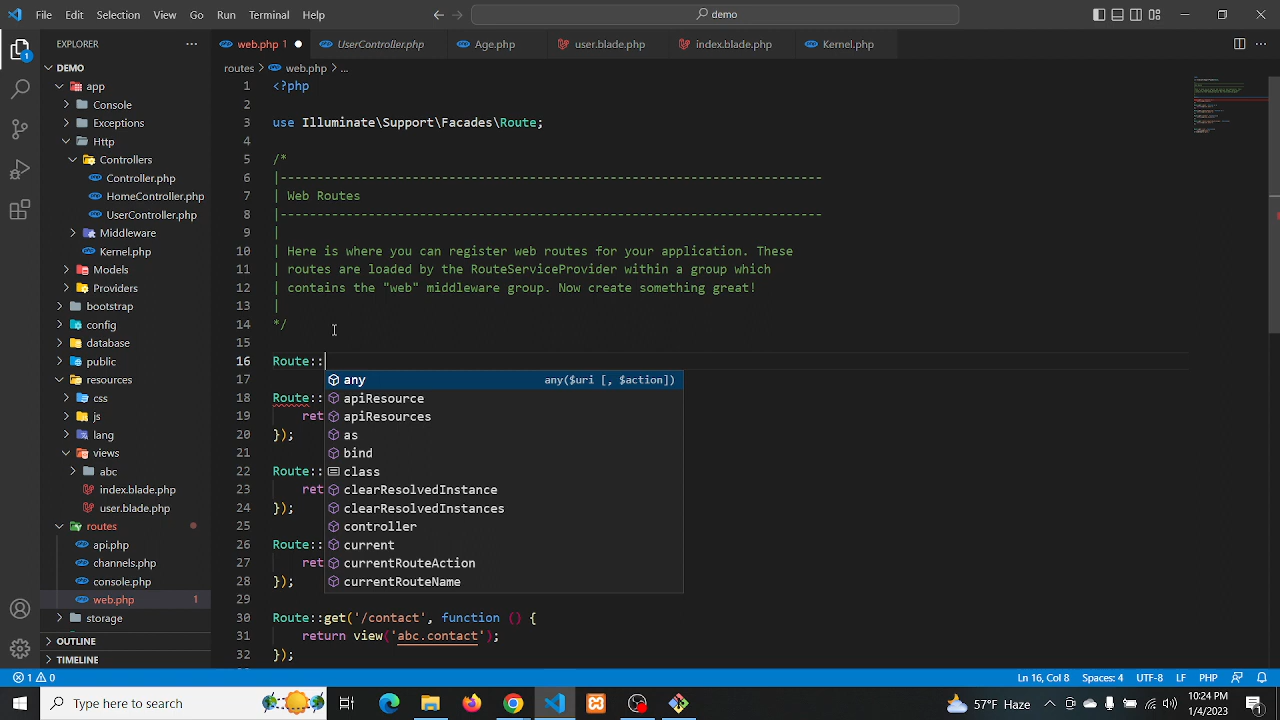 File Edit Selection View Go Run Terminal Help
demo
EXPLORER
web.php 1
UserController.php
Age.php
user.blade.php
index.blade.php
Kernel.php
DEMO
app
Console
Exceptions
Http
Controllers
Controller.php
HomeController.php
UserController.php
Middleware
Kernel.php
Models
Providers
bootstrap
config
database
public
resources
css
js
lang
views
abc
index.blade.php
user.blade.php
routes
api.php
channels.php
console.php
web.php 1
storage
OUTLINE
TIMELINE
routes > web.php > ...
1 <?php
2
3 use Illuminate\Support\Facades\Route;
4
5 /*
6 |--------------------------------------------------------------------------
7 | Web Routes
8 |--------------------------------------------------------------------------
9 |
10 | Here is where you can register web routes for your application. These
11 | routes are loaded by the RouteServiceProvider within a group which
12 | contains the "web" middleware group. Now create something great!
13 |
14 */
15
16 Route::
17
18 Route::
19 ret
20 });
21
22 Route::
23 ret
24 });
25
26 Route::
27 ret
28 });
29
30 Route::get('/contact', function () {
31 return view('abc.contact');
32 });
any any($uri [, $action])
apiResource
apiResources
as
bind
class
clearResolvedInstance
clearResolvedInstances
controller
current
currentRouteAction
currentRouteName
1 0
Ln 16, Col 8 Spaces: 4 UTF-8 LF PHP
Type here to search
57°F Haze
10:24 PM
1/4/2023